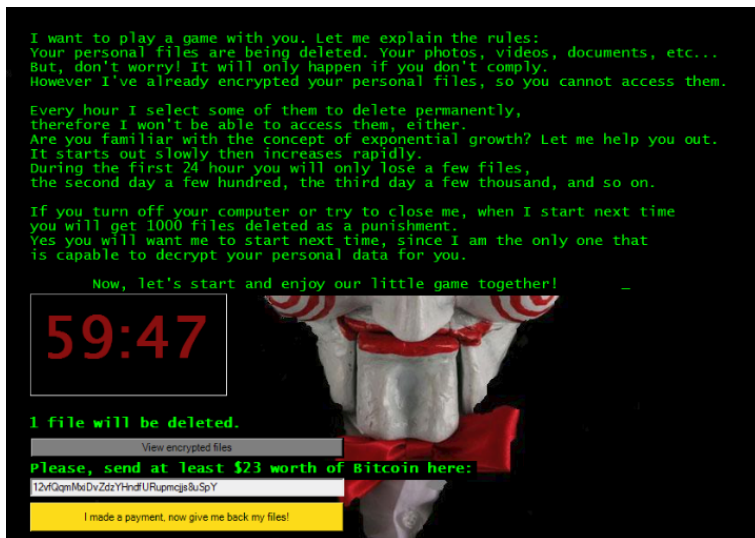 I want to play a game with you. Let me explain the rules:
Your personal files are being deleted. Your photos, videos, documents, etc...
But, don't worry! It will only happen if you don't comply.
However I've already encrypted your personal files, so you cannot access them.
Every hour I select some of them to delete permanently,
therefore I won't be able to access them, either.
Are you familiar with the concept of exponential growth? Let me help you out.
It starts out slowly then increases rapidly.
During the first 24 hour you will only lose a few files,
the second day a few hundred, the third day a few thousand, and so on.
If you turn off your computer or try to close me, when I start next time
you will get 1000 files deleted as a punishment.
Yes you will want me to start next time, since I am the only one that
is capable to decrypt your personal data for you.
Now, let's start and enjoy our little game together! _
59:47
1 file will be deleted.
View encrypted files
Please, send at least $23 worth of Bitcoin here:
I made a payment, now give me back my files!